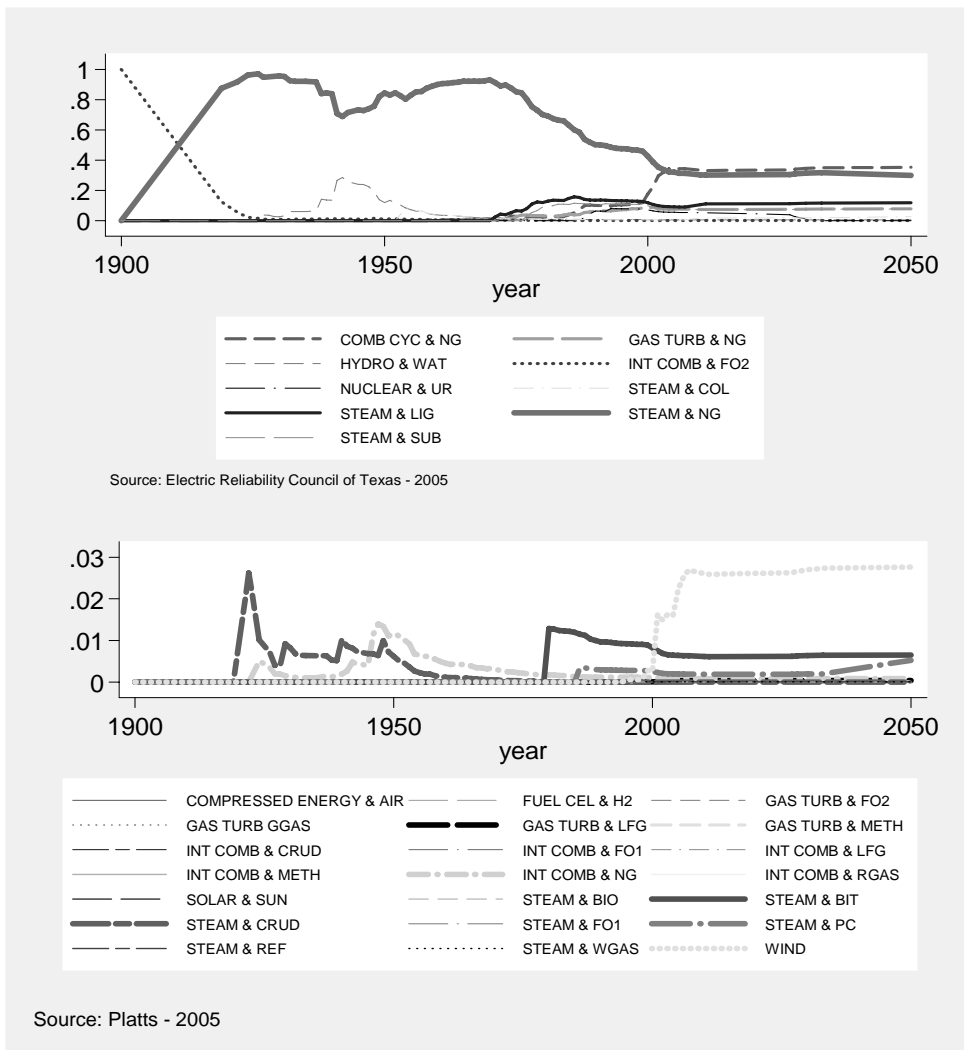 1
.8
.6
.4
.2
0
1900 1950 2000 2050
year
COMB CYC & NG GAS TURB & NG
HYDRO & WAT INT COMB & FO2
NUCLEAR & UR STEAM & COL
STEAM & LIG STEAM & NG
STEAM & SUB
Source: Electric Reliability Council of Texas - 2005
.03
.02
.01
0
1900 1950 2000 2050
year
COMPRESSED ENERGY & AIR FUEL CEL & H2 GAS TURB & FO2
GAS TURB GGAS GAS TURB & LFG GAS TURB & METH
INT COMB & CRUD INT COMB & FO1 INT COMB & LFG
INT COMB & METH INT COMB & NG INT COMB & RGAS
SOLAR & SUN STEAM & BIO STEAM & BIT
STEAM & CRUD STEAM & FO1 STEAM & PC
STEAM & REF STEAM & WGAS WIND
Source: Platts - 2005